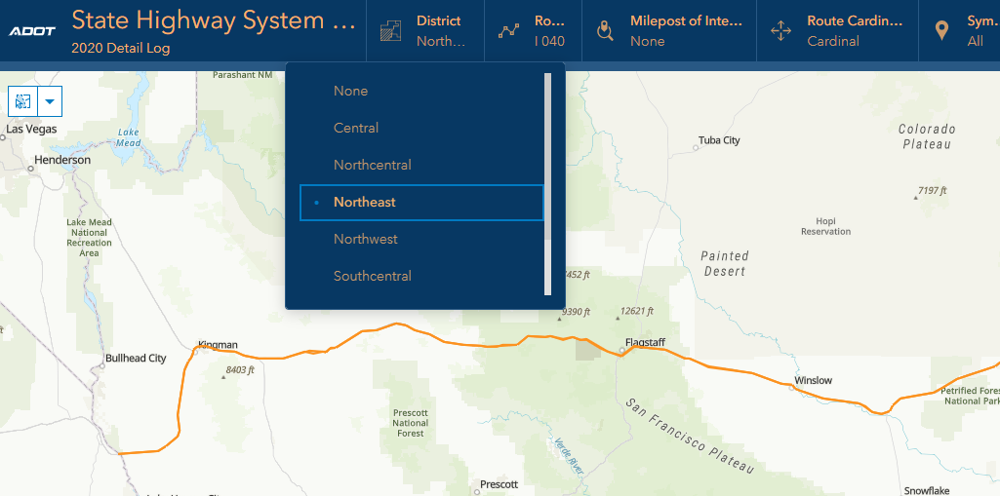 ADOT
State Highway System ...
2020 Detail Log
District
North...
Ro...
I 040
Milepost of Inte...
None
Route Cardin...
Cardinal
Sym...
All
None
Central
Northcentral
Northeast
Northwest
Southcentral
Parashant NM
Las Vegas
Lake
Mead
Henderson
Lake Mead
National
Recreation
Area
Tuba City
Colorado
Plateau
7197 ft
Hopi
Reservation
Painted
Desert
7452 ft
9390 ft
12621 ft
Kingman
Bullhead City
8403 ft
Flagstaff
Winslow
Petrified Fores
National Park
Prescott
National
Forest
San Francisco Plateau
Verde River
Prescott
Snowflake